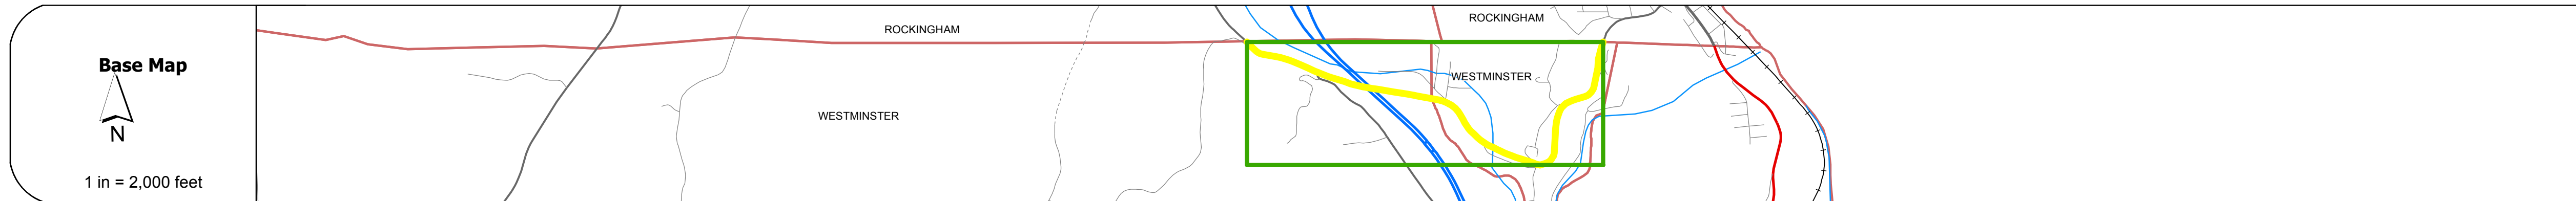 Base Map
N
1 in = 2,000 feet
ROCKINGHAM
WESTMINSTER
ROCKINGHAM
WESTMINSTER